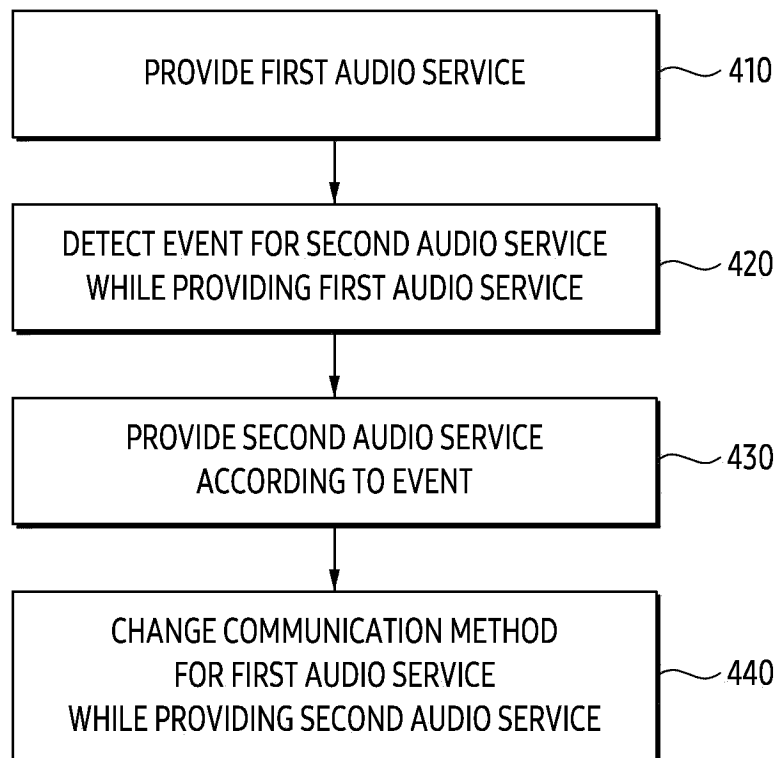 PROVIDE FIRST AUDIO SERVICE
410
DETECT EVENT FOR SECOND AUDIO SERVICE
WHILE PROVIDING FIRST AUDIO SERVICE
420
PROVIDE SECOND AUDIO SERVICE
ACCORDING TO EVENT
430
CHANGE COMMUNICATION METHOD
FOR FIRST AUDIO SERVICE
WHILE PROVIDING SECOND AUDIO SERVICE
440